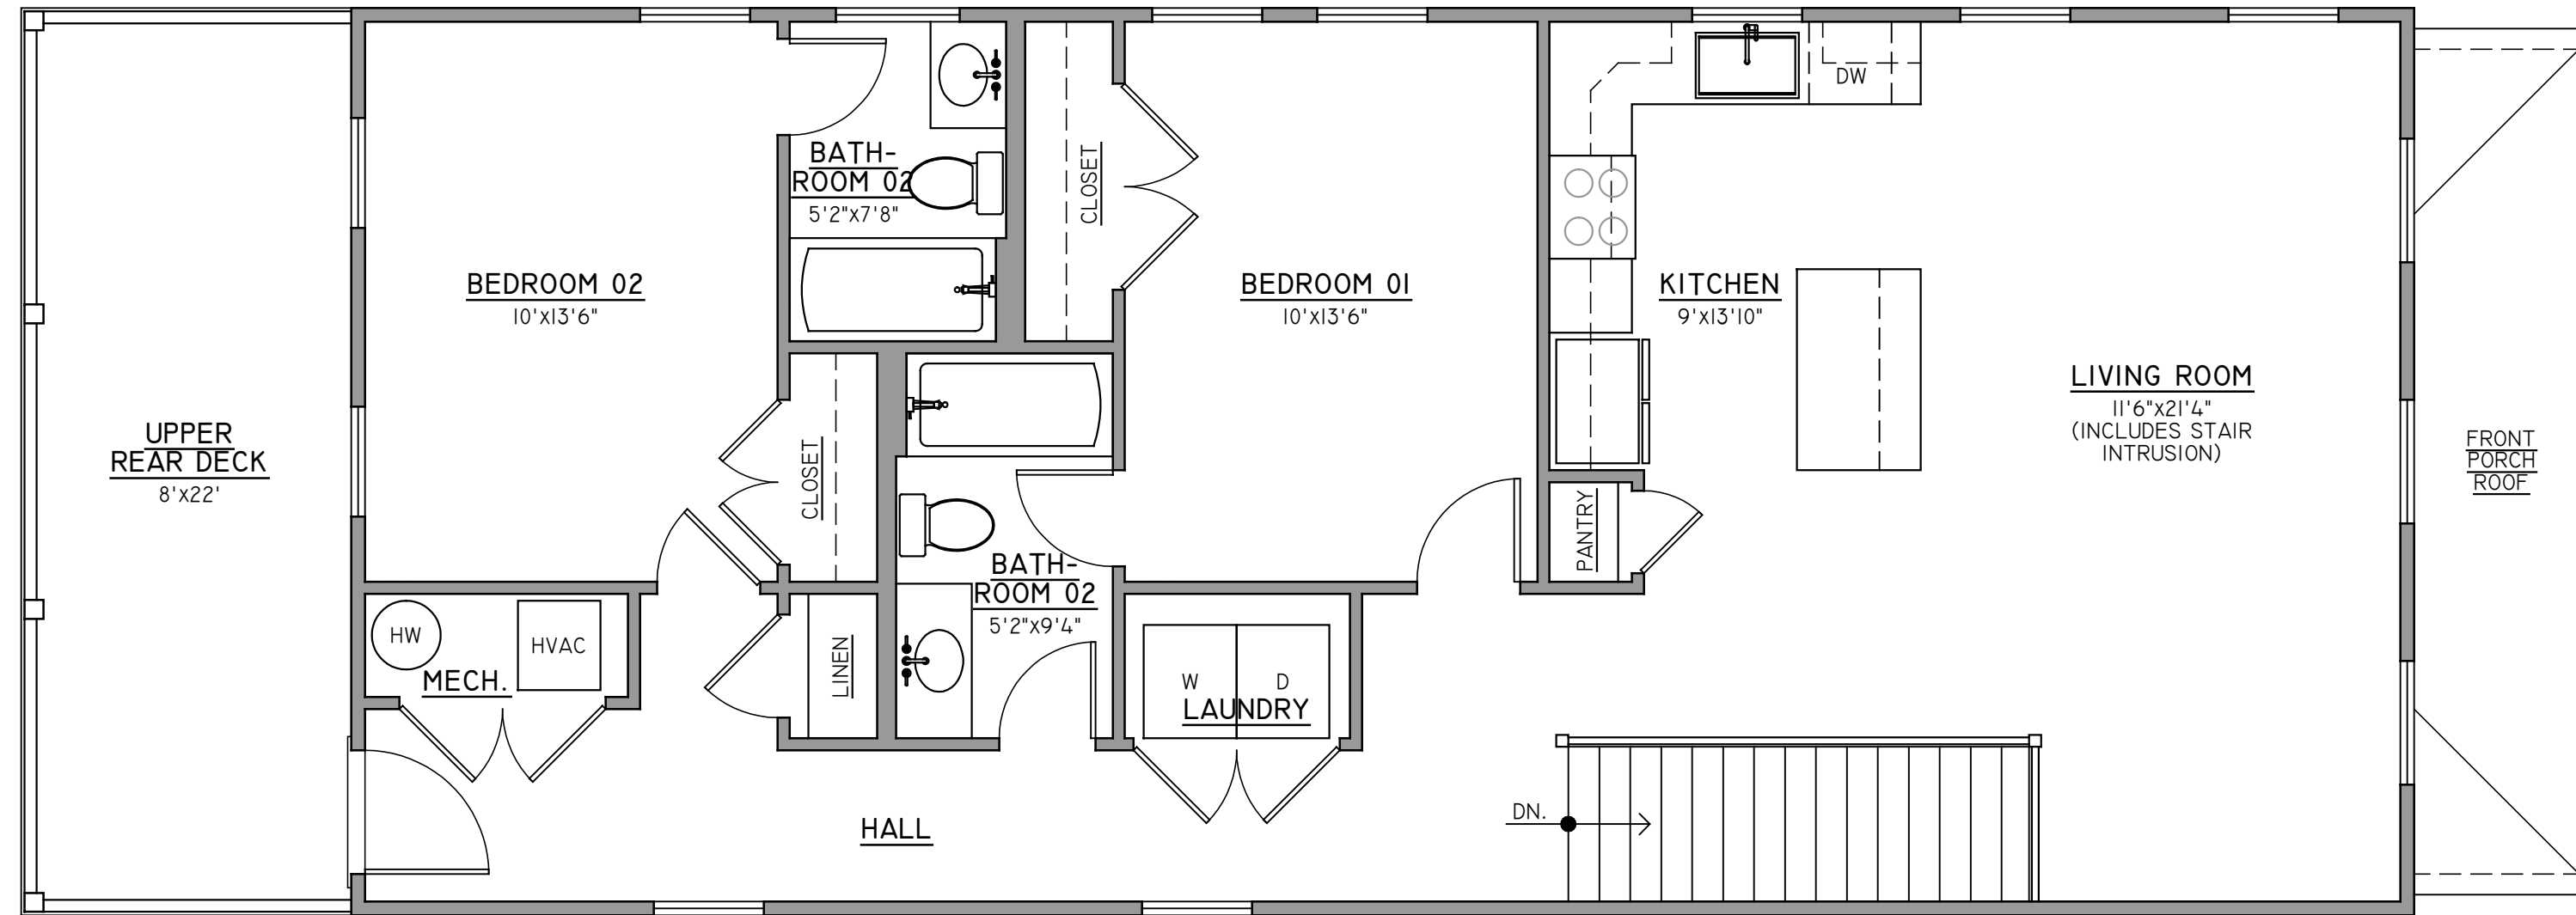 UPPER
REAR DECK
8'x22'
BEDROOM 02
10'x13'6"
BATH-
ROOM 02
5'2"x7'8"
CLOSET
BEDROOM 01
10'x13'6"
DW
KITCHEN
9'x13'10"
LIVING ROOM
11'6"x21'4"
(INCLUDES STAIR
INTRUSION)
FRONT
PORCH
ROOF
CLOSET
PANTRY
BATH-
ROOM 02
5'2"x9'4"
HW
HVAC
MECH.
LINEN
W
D
LAUNDRY
HALL
DN.